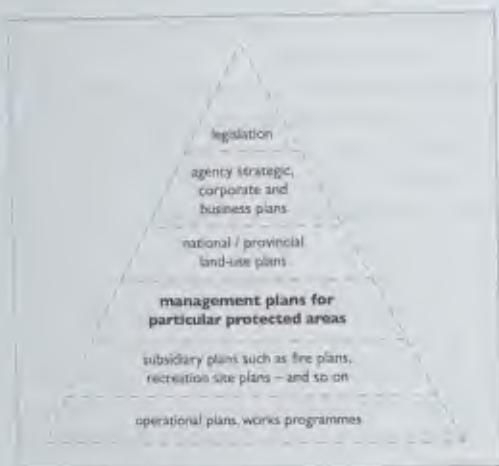 legislation
agency strategic,
corporate and
business plans
national / provincial
land-use plans
management plans for
particular protected areas
subsidiary plans such as fire plans,
recreation site plans – and so on
operational plans, works programmes